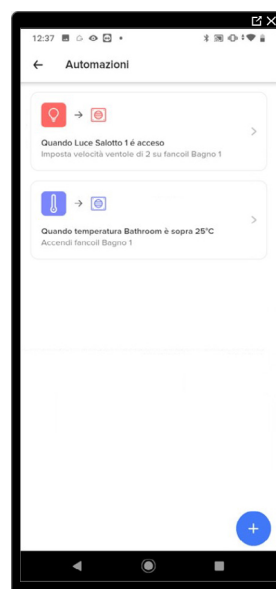 12:37
Automazioni
Quando Luce Salotto 1 é acceso
Imposta velocità ventole di 2 su fancoil Bagno 1
Quando temperatura Bathroom è sopra 25°C
Accendi fancoil Bagno 1